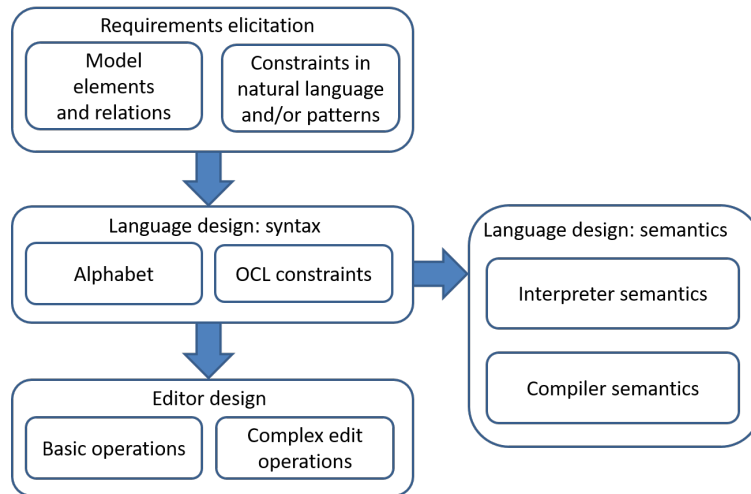 Requirements elicitation
Model
elements
and relations
Constraints in
natural language
and/or patterns
Language design: syntax
Alphabet
OCL constraints
Language design: semantics
Interpreter semantics
Compiler semantics
Editor design
Basic operations
Complex edit
operations